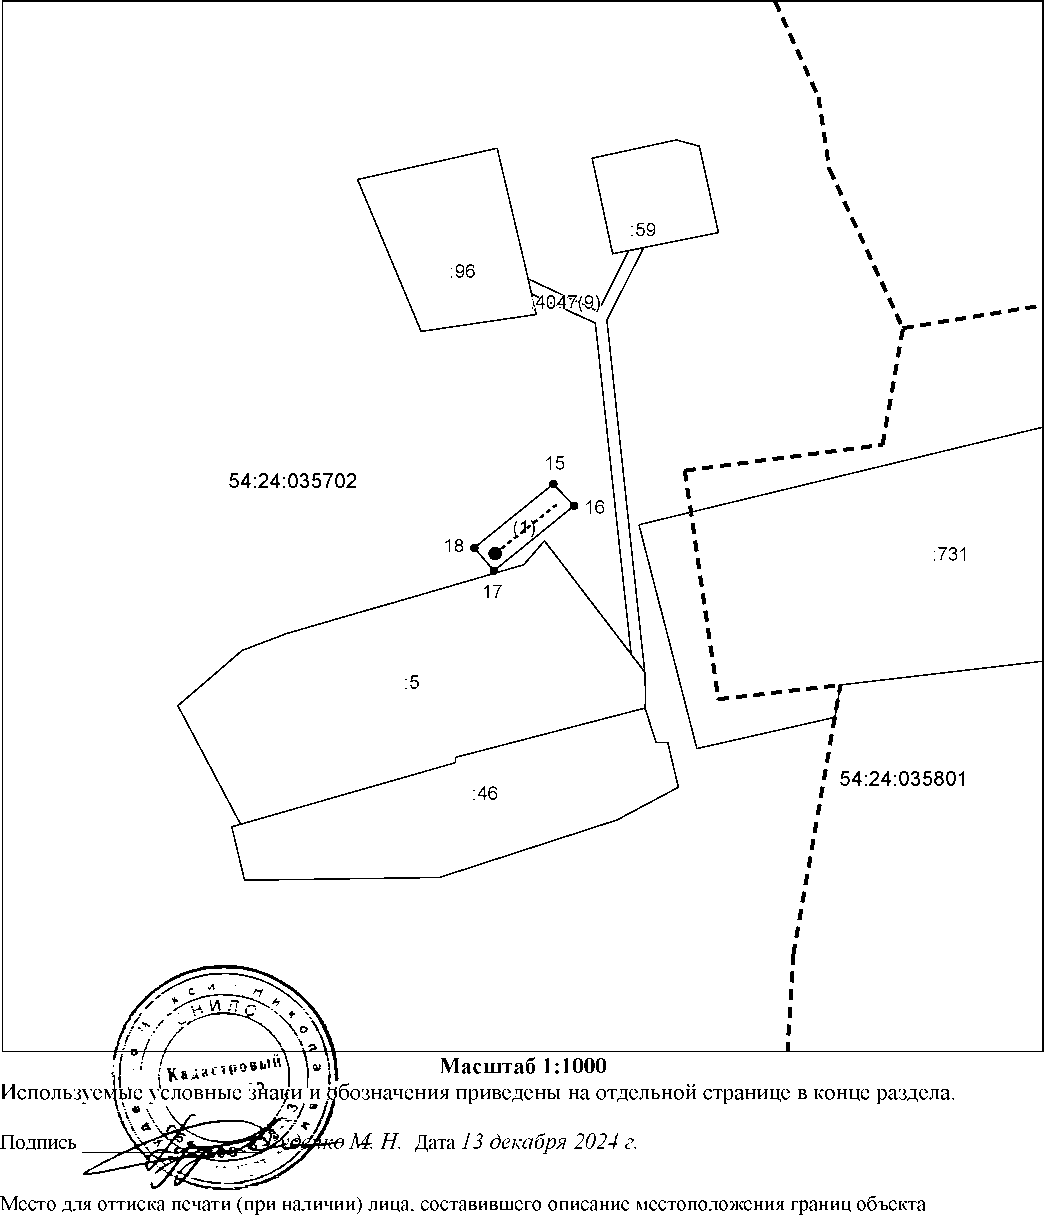 :59
:96
4047(9)
54:24:035702
15
16
(1)
18
17
:731
:5
54:24:035801
:46
СНИЛС
Кадастровый
Масштаб 1:1000
Используемые условные знаки и обозначения приведены на отдельной странице в конце раздела.
Подпись М. Н. Дата 13 декабря 2024 г.
Место для оттиска печати (при наличии) лица, составившего описание местоположения границ объекта